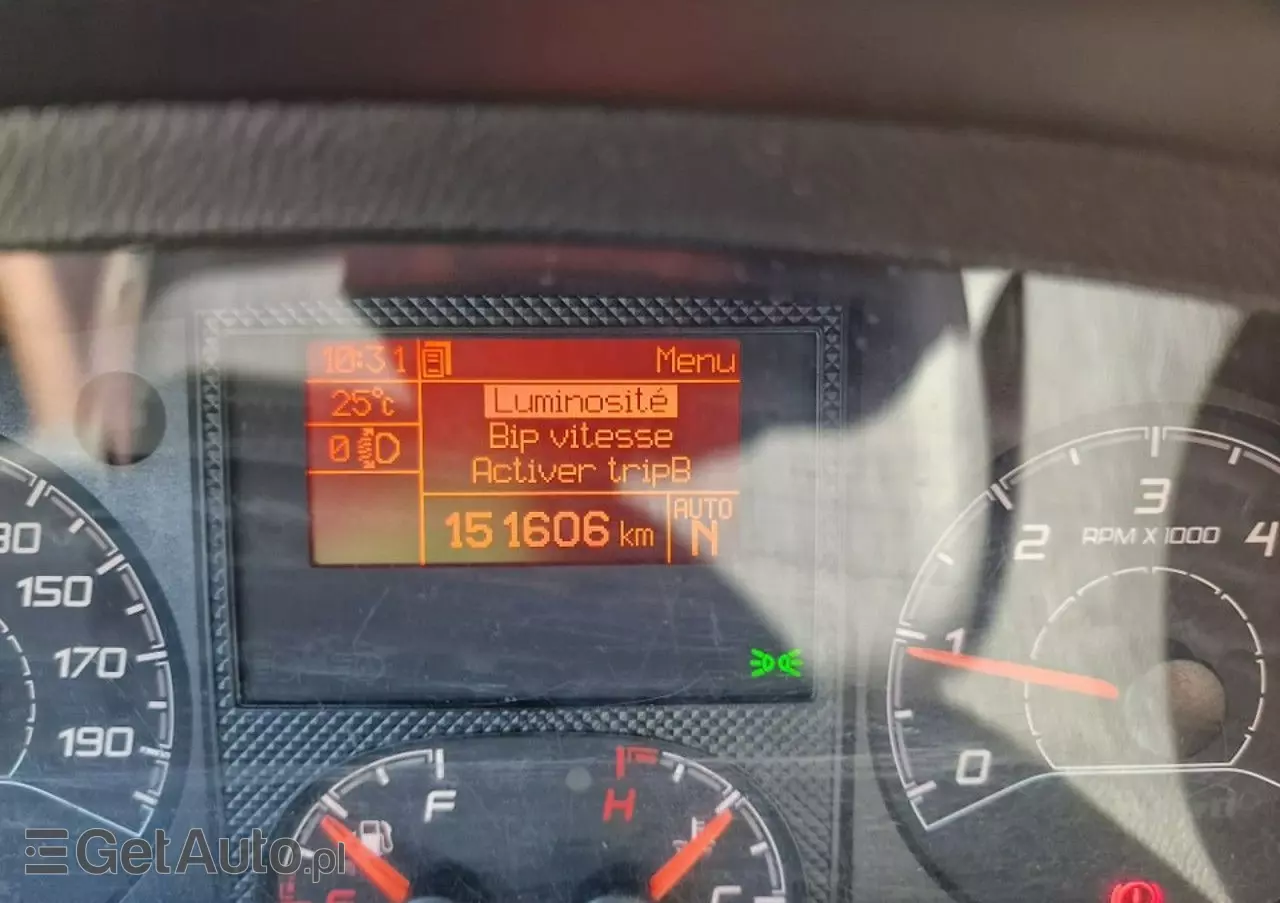 10:31 Menu
25°c
Luminosité
0
Bip vitesse
Activer tripB
151606 km
AUTO
N
150
170
190
0
1
2
3
4
RPM X 1000
F
H
GetAuto.pl